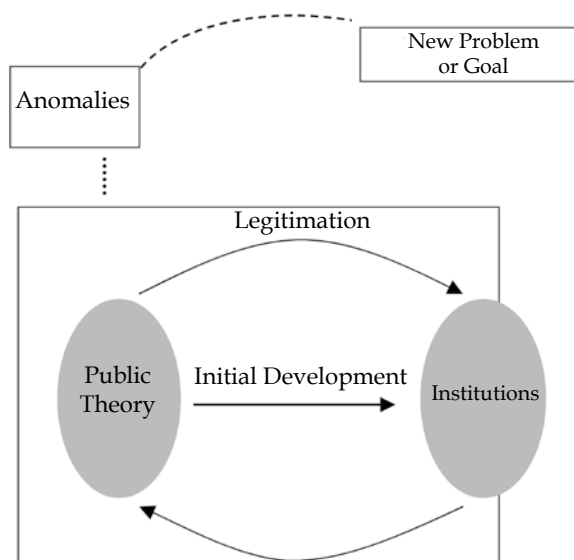 New Problem
or Goal
Anomalies
Legitimation
Public
Theory
Initial Development
Institutions